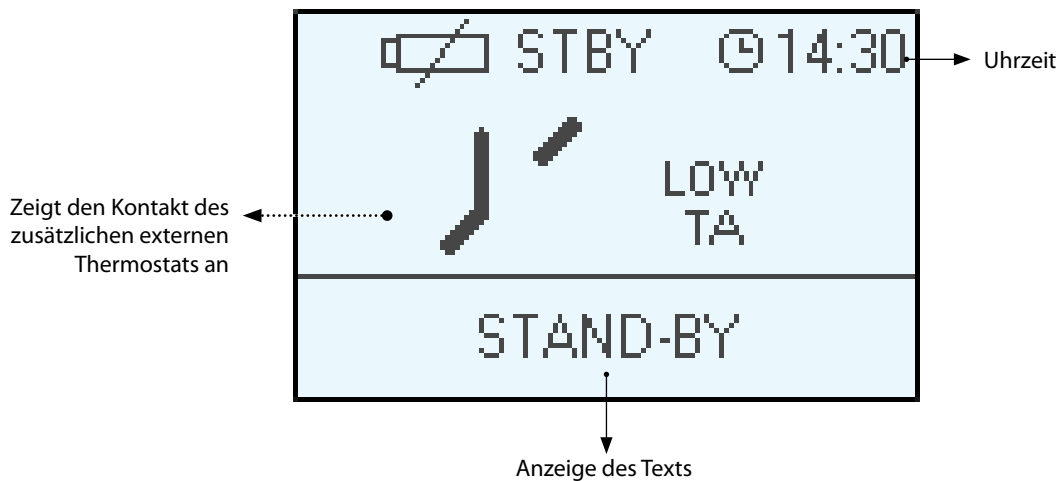 STBY 14:30
Uhrzeit
LOW
TA
Zeigt den Kontakt des
zusätzlichen externen
Thermostats an
STAND-BY
Anzeige des Texts